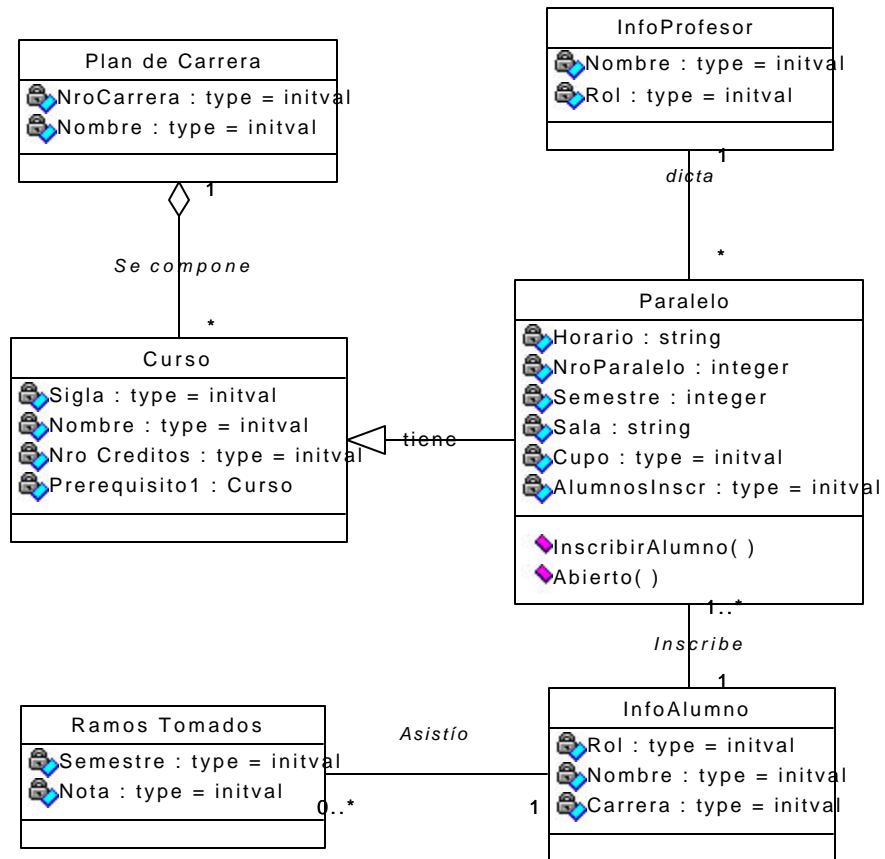 Plan de Carrera
NroCarrera : type = initval
Nombre : type = initval
1
Se compone
*
Curso
Sigla : type = initval
Nombre : type = initval
Nro Creditos : type = initval
Prerequisito1 : Curso
tiene
InfoProfesor
Nombre : type = initval
Rol : type = initval
1
dicta
*
Paralelo
Horario : string
NroParalelo : integer
Semestre : integer
Sala : string
Cupo : type = initval
AlumnosInscr : type = initval
InscribirAlumno( )
Abierto( )
1..*
Inscribe
1
InfoAlumno
Rol : type = initval
Nombre : type = initval
Carrera : type = initval
Ramos Tomados
Semestre : type = initval
Nota : type = initval
Asistío
0..*
1